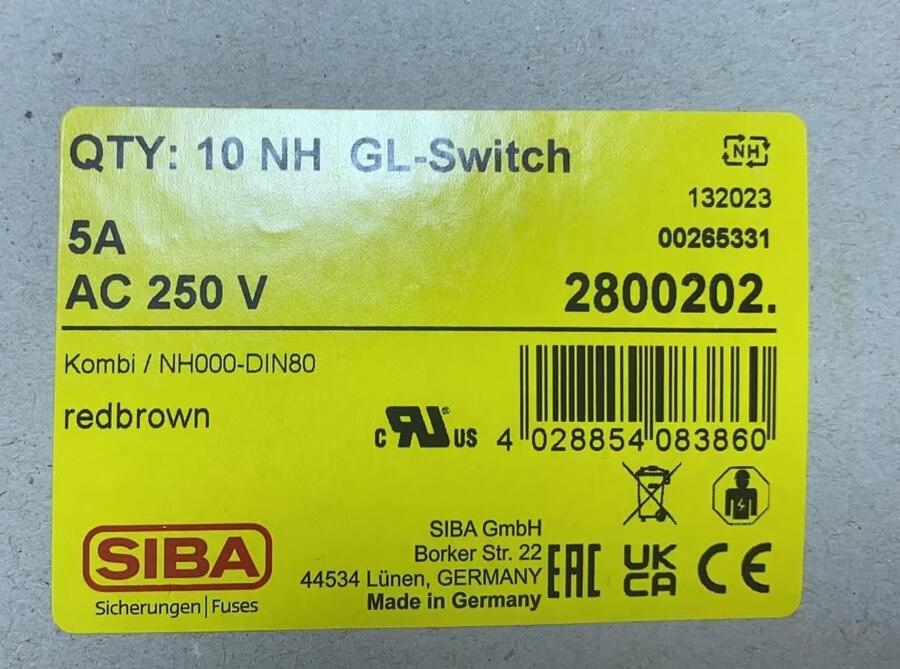 QTY: 10 NH GL-Switch
NH
132023
5A
00265331
AC 250 V
2800202.
Kombi / NH000-DIN80
redbrown
c RU® US
4 028854 083860
SIBA
Sicherungen | Fuses
SIBA GmbH
Borker Str. 22
44534 Lünen, GERMANY
Made in Germany
EAC
UK
CA
CE